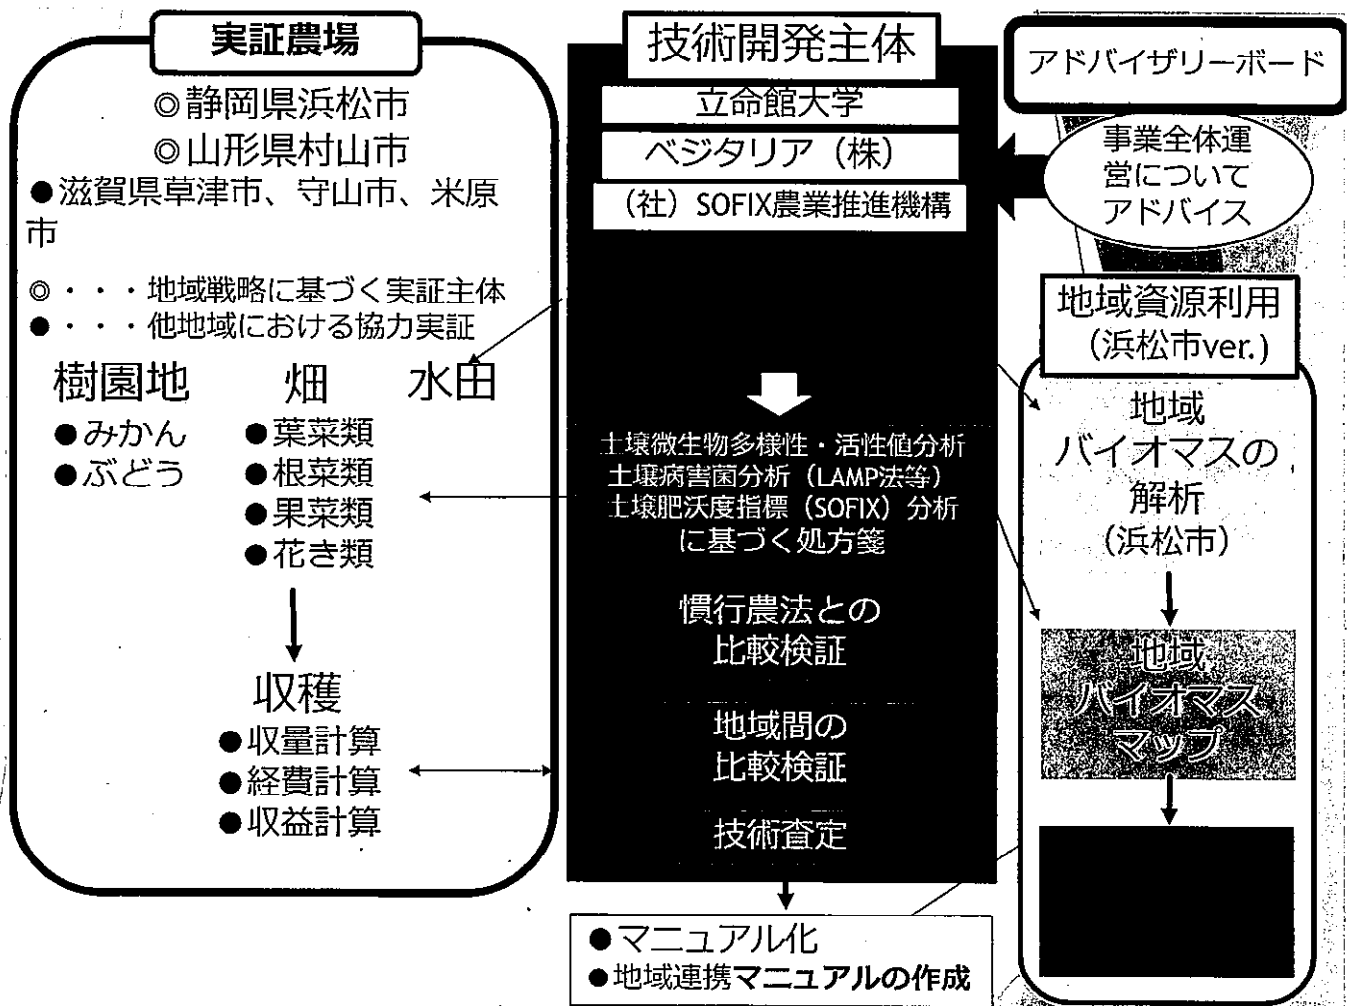 実証農場
◎静岡県浜松市
◎山形県村山市
●滋賀県草津市、守山市、米原
市
◎・・・地域戦略に基づく実証主体
●・・・他地域における協力実証
樹園地
●みかん
●ぶどう
畑
●葉菜類
●根菜類
●果菜類
●花き類
水田
収穫
●収量計算
●経費計算
●収益計算
技術開発主体
立命館大学
ベジタリア（株）
（社）SOFIX農業推進機構
土壌微生物多様性・活性値分析
土壌病害菌分析（LAMP法等）
土壌肥沃度指標（SOFIX）分析
に基づく処方箋
慣行農法との
比較検証
地域間の
比較検証
技術査定
●マニュアル化
●地域連携マニュアルの作成
アドバイザリーボード
事業全体運
営について
アドバイス
地域資源利用
（浜松市ver.）
地域
バイオマスの
解析
（浜松市）
地域
バイオマス
マップ